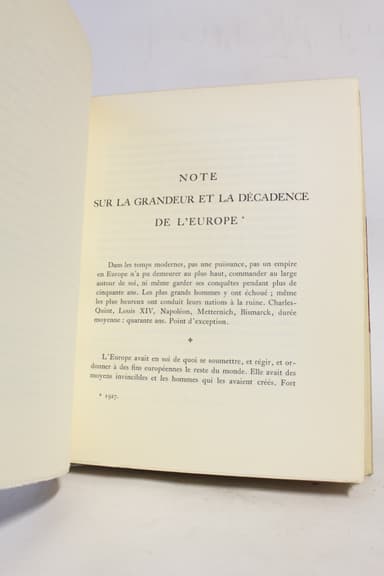 NOTE
SUR LA GRANDEUR ET LA DÉCADENCE
DE L'EUROPE *
Dans les temps modernes, pas une puissance, pas un empire
en Europe n'a pu demeurer au plus haut, commander au large
autour de soi, ni même garder ses conquêtes pendant plus de
cinquante ans. Les plus grands hommes y ont échoué ; même
les plus heureux ont conduit leurs nations à la ruine. Charles-
Quint, Louis XIV, Napoléon, Metternich, Bismarck, durée
moyenne : quarante ans. Point d'exception.
*
L'Europe avait en soi de quoi se soumettre, et régir, et or-
donner à des fins européennes le reste du monde. Elle avait des
moyens invincibles et les hommes qui les avaient créés. Fort
* 1927.